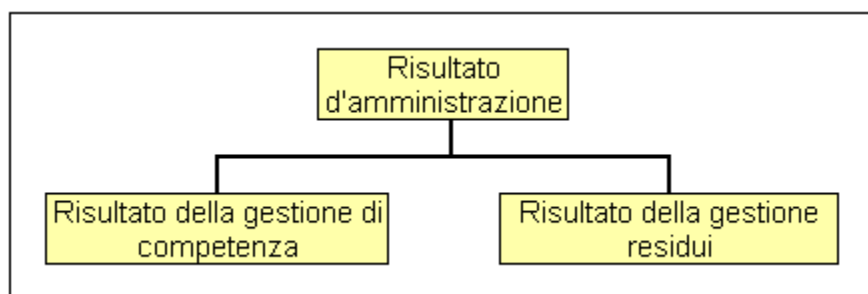 Risultato
d'amministrazione
Risultato della gestione di
competenza
Risultato della gestione
residui